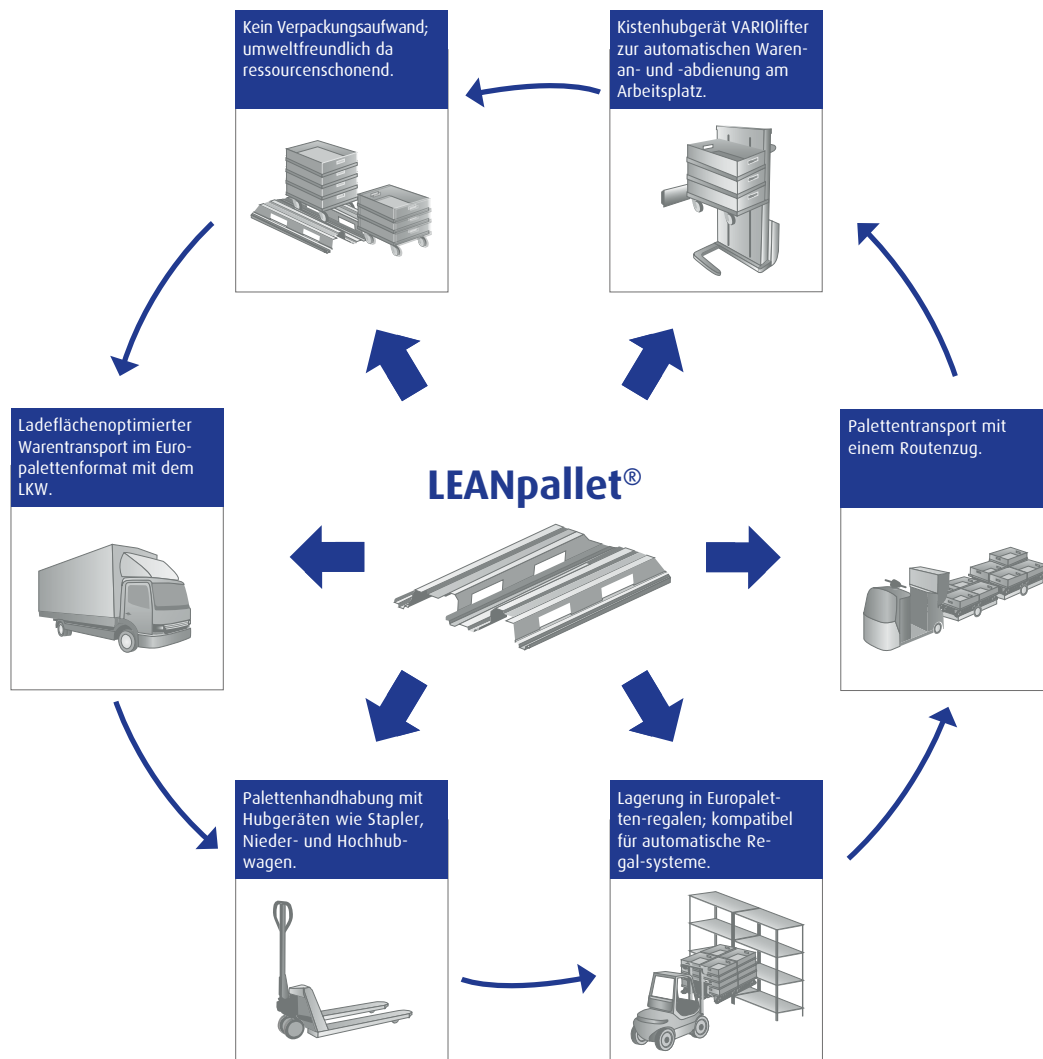 Kein Verpackungsaufwand;
umweltfreundlich da
ressourcenschonend.
Kistenhubgerät VARIOlifter
zur automatischen Waren-
an- und -abdienung am
Arbeitsplatz.
Ladeflächenoptimierter
Warentransport im Euro-
palettenformat mit dem
LKW.
LEANpallet®
Palettentransport mit
einem Routenzug.
Palettenhandhabung mit
Hubgeräten wie Stapler,
Nieder- und Hochhub-
wagen.
Lagerung in Europalet-
ten-regalen; kompatibel
für automatische Re-
gal-systeme.